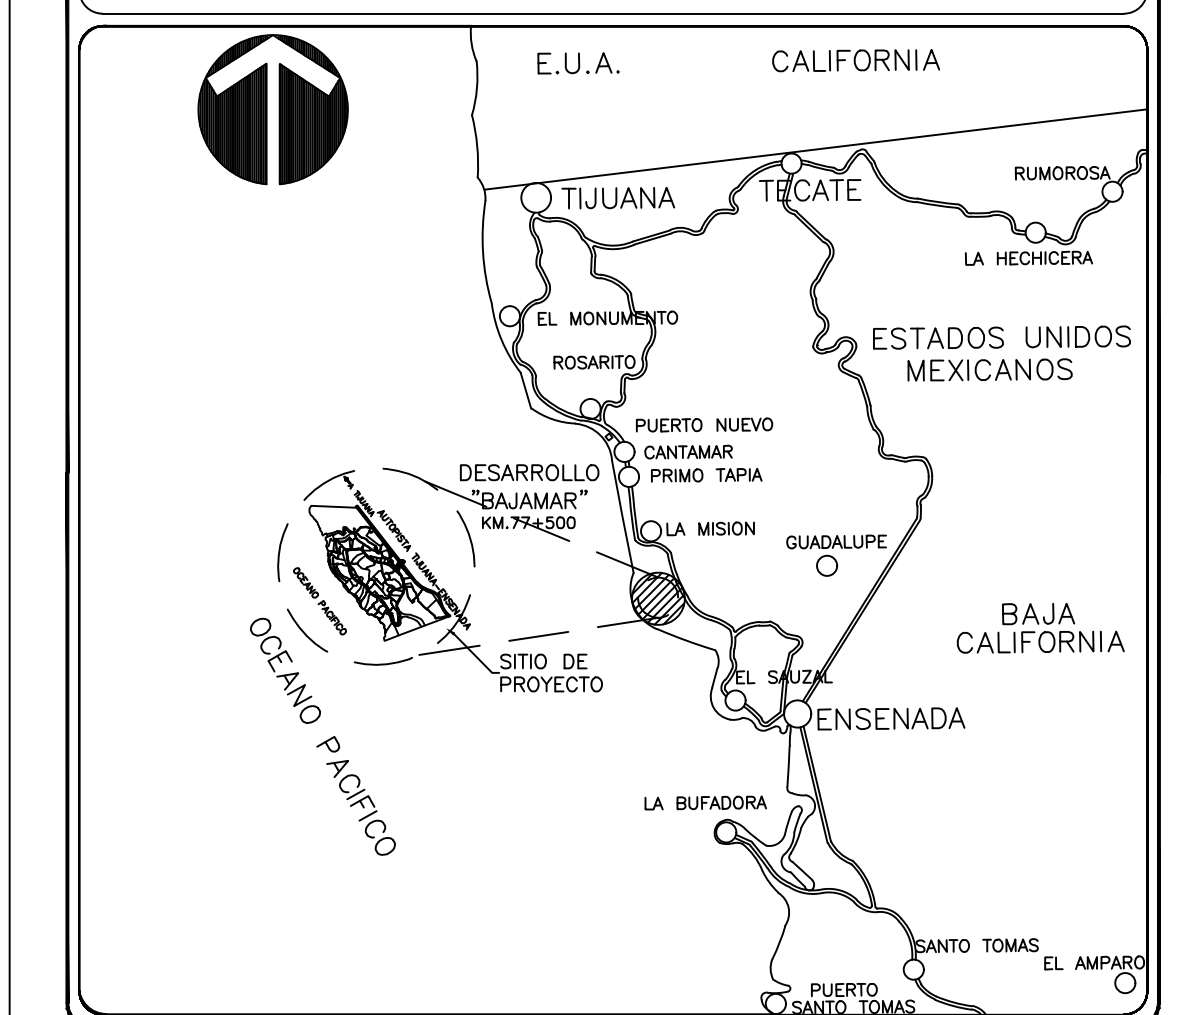 E.U.A.
CALIFORNIA
RUMOROSA
TIJUANA
TECATE
LA HECHICERA
EL MONUMENTO
ESTADOS UNIDOS
MEXICANOS
ROSARITO
PUERTO NUEVO
CANTAMAR
PRIMO TAPIA
DESARROLLO
"BAJAMAR"
KM.77+500
A TIJUANA
AUTOPISTA TIJUANA-ENSENADA
OCEANO PACIFICO
LA MISION
GUADALUPE
BAJA
CALIFORNIA
SITIO DE
PROYECTO
OCEANO PACIFICO
EL SAUZAL
ENSENADA
LA BUFADORA
SANTO TOMAS
EL AMPARO
PUERTO
SANTO TOMAS